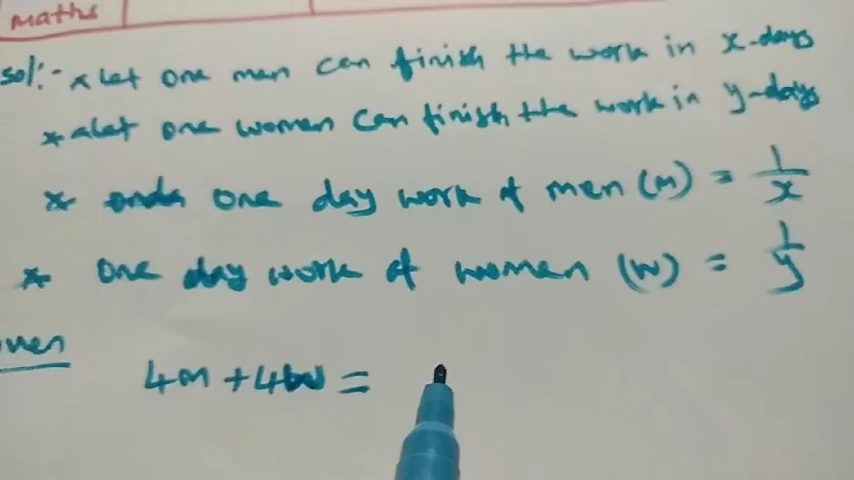 maths
Sol:- * Let one men can finish the work in x-days
* Let one women can finish the work in y-days
* one day work of men (M) = 1/x
* one day work of women (W) = 1/y
4M + 4W =